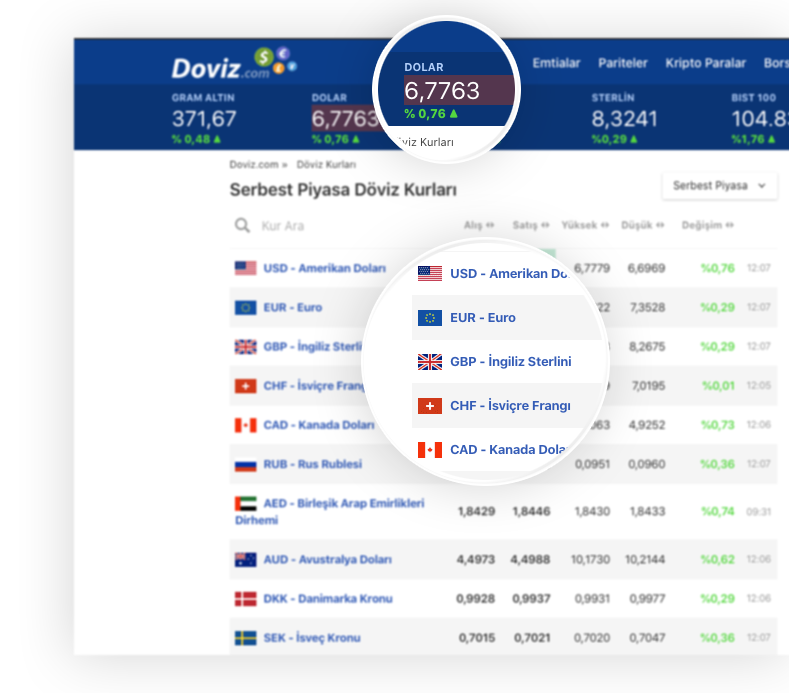 Doviz.com
DOLAR
6,7763
% 0,76
Emtialar Pariteler Kripto Paralar
GRAM ALTIN
371,67
% 0,48
DOLAR
6,7763
% 0,76
STERLİN
8,3241
%0,29
BIST 100
104.8
%1,76
Doviz.com » Döviz Kurları
viz Kurları
Serbest Piyasa Döviz Kurları
Serbest Piyasa
Kur Ara Alış Satış Yüksek Düşük Değişim
USD - Amerikan Doları 6,7779 6,6969 %0,76 12:07
EUR - Euro 7,3528 %0,29 12:07
GBP - İngiliz Sterli 8,2675 %0,29 12:07
CHF - İsviçre Frangı 7,0195 %0,01 12:05
CAD - Kanada Doları 4,9252 %0,73 12:06
RUB - Rus Rublesi 0,0951 0,0960 %0,36 12:07
USD - Amerikan Do
EUR - Euro
GBP - İngiliz Sterlini
CHF - İsviçre Frangı
CAD - Kanada Dola
AED - Birleşik Arap Emirlikleri
Dirhemi 1,8429 1,8446 1,8430 1,8433 %0,74 09:31
AUD - Avustralya Doları 4,4973 4,4988 10,1730 10,2144 %0,62 12:06
DKK - Danimarka Kronu 0,9928 0,9937 0,9931 0,9977 %0,29 12:06
SEK - İsveç Kronu 0,7015 0,7021 0,7020 0,7047 %0,36 12:07